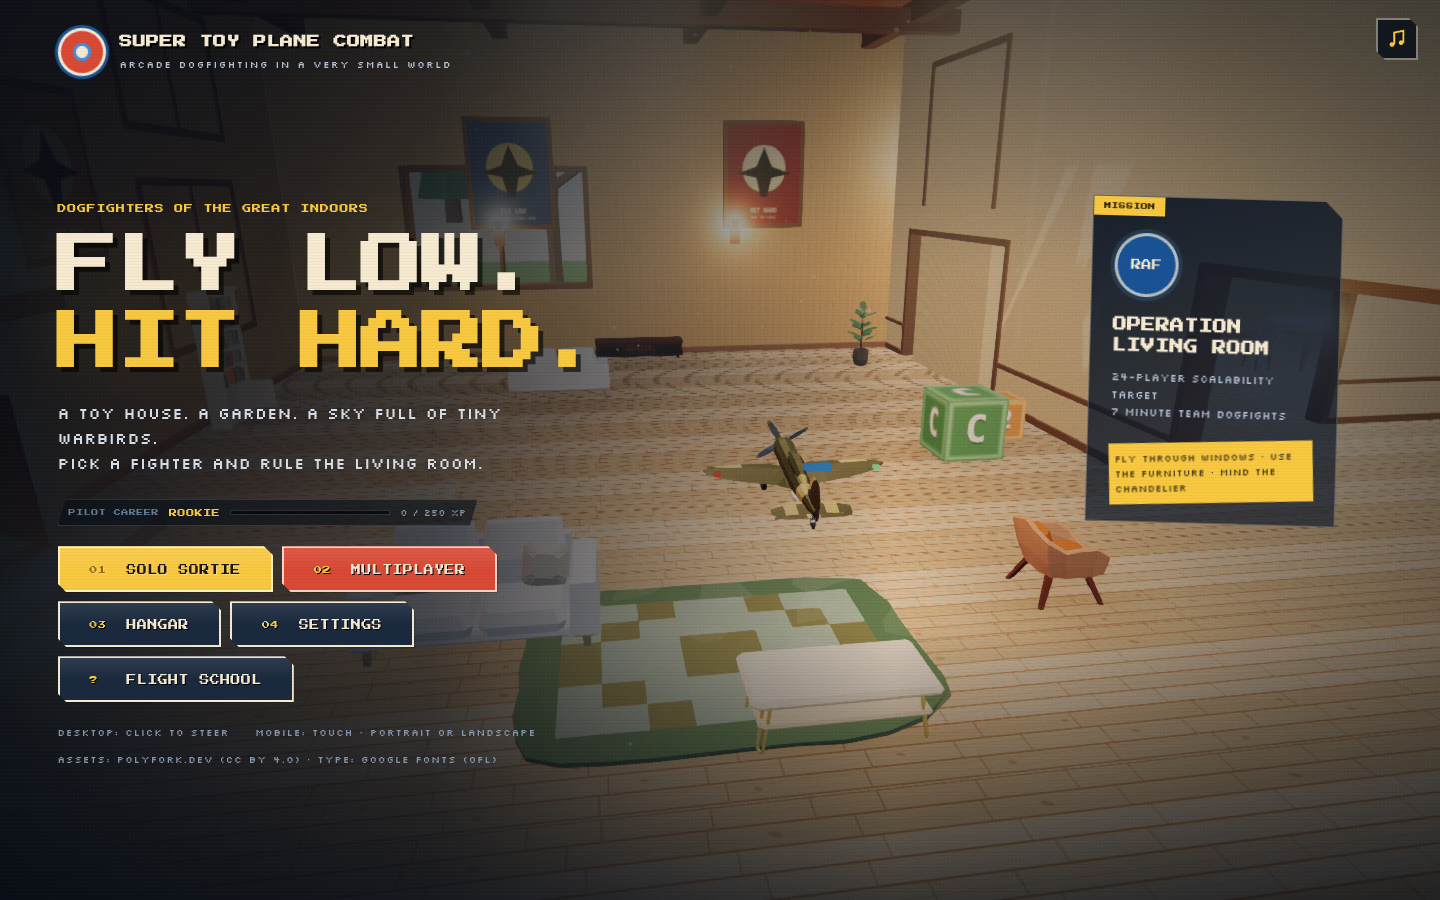 SUPER TOY PLANE COMBAT
ARCADE DOGFIGHTING IN A VERY SMALL WORLD
DOGFIGHTERS OF THE GREAT INDOORS
FLY LOW.
HIT HARD.
A TOY HOUSE. A GARDEN. A SKY FULL OF TINY
WARBIRDS.
PICK A FIGHTER AND RULE THE LIVING ROOM.
PILOT CAREER ROOKIE 0 / 250 XP
01 SOLO SORTIE
02 MULTIPLAYER
03 HANGAR
04 SETTINGS
? FLIGHT SCHOOL
DESKTOP: CLICK TO STEER MOBILE: TOUCH · PORTRAIT OR LANDSCAPE
ASSETS: POLYFORK.DEV (CC BY 4.0) · TYPE: GOOGLE FONTS (OFL)
C C
MISSION
RAF
OPERATION
LIVING ROOM
24-PLAYER SCALABILITY
TARGET
7 MINUTE TEAM DOGFIGHTS
FLY THROUGH WINDOWS · USE
THE FURNITURE · MIND THE
CHANDELIER